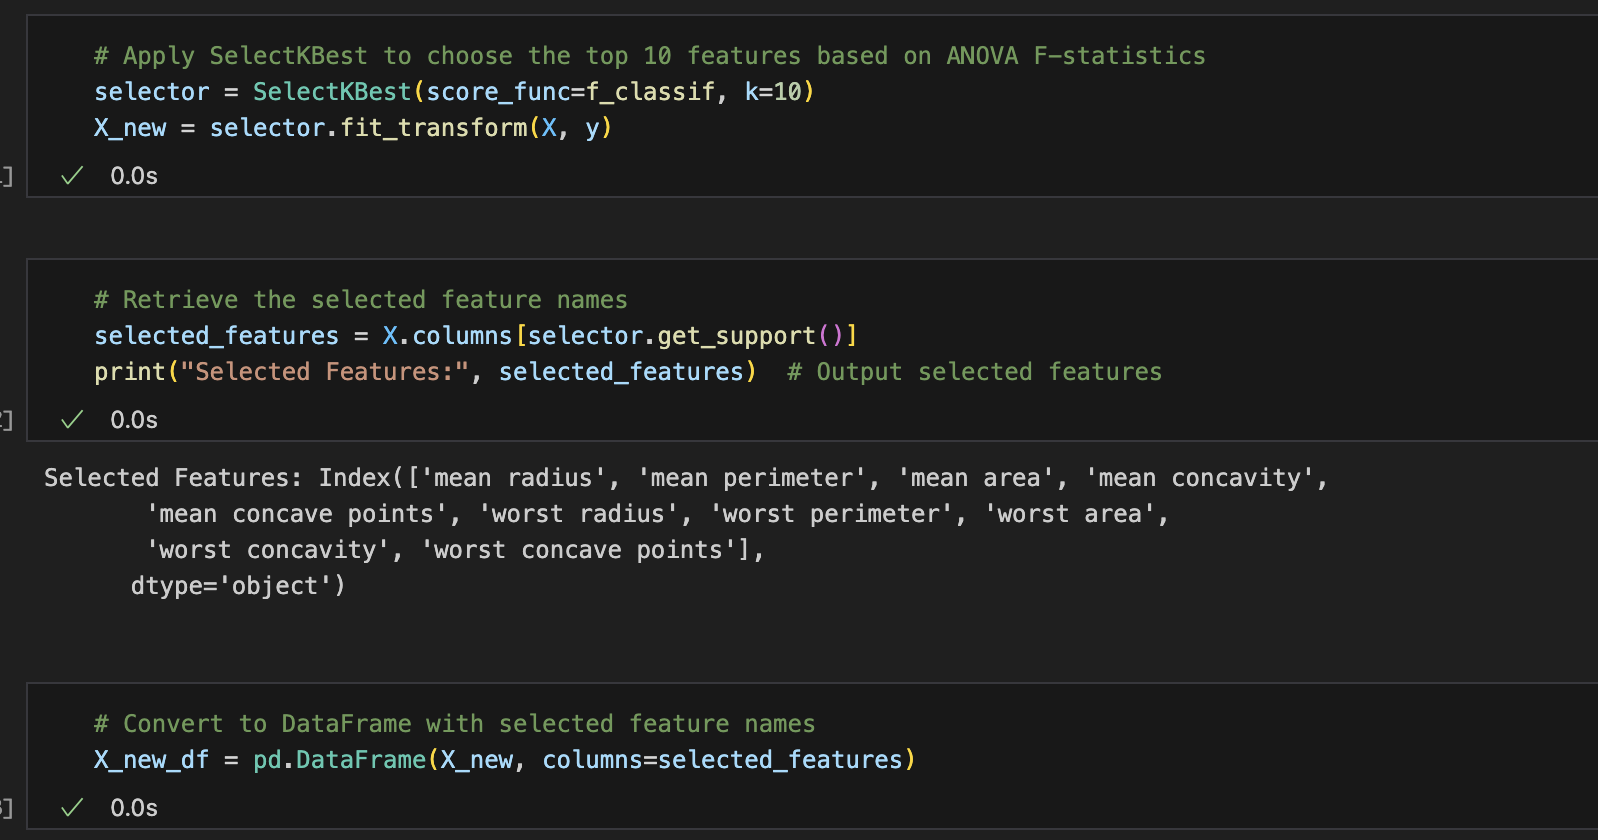 # Apply SelectKBest to choose the top 10 features based on ANOVA F-statistics
selector = SelectKBest(score_func=f_classif, k=10)
X_new = selector.fit_transform(X, y)
]
✓ 0.0s
# Retrieve the selected feature names
selected_features = X.columns[selector.get_support()]
print("Selected Features:", selected_features)  # Output selected features
]
✓ 0.0s
Selected Features: Index(['mean radius', 'mean perimeter', 'mean area', 'mean concavity',
       'mean concave points', 'worst radius', 'worst perimeter', 'worst area',
       'worst concavity', 'worst concave points'],
      dtype='object')
# Convert to DataFrame with selected feature names
X_new_df = pd.DataFrame(X_new, columns=selected_features)
]
✓ 0.0s